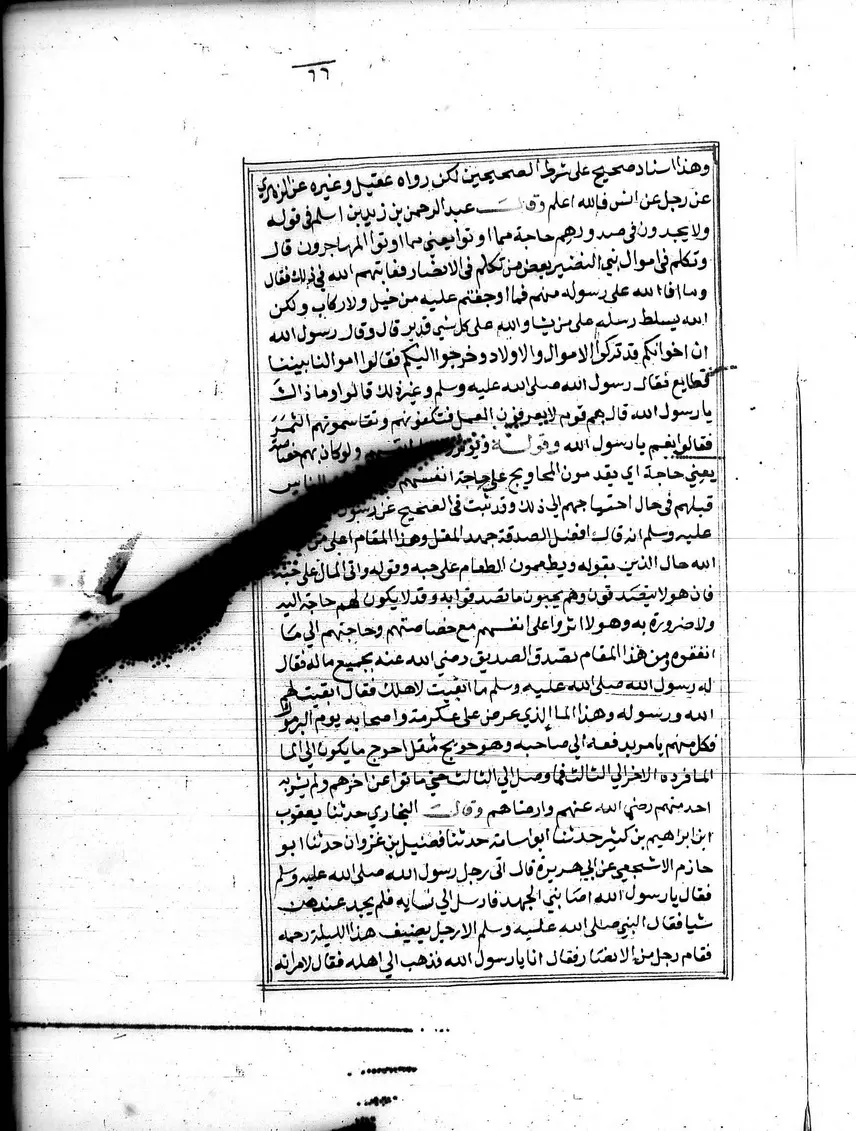 ٦٦
وهذا اسناد صحيح على شرط الصحيحين لكن رواه عقيل وغيره عن الزهري
عن رجل عن انس فالله اعلم وقال عبد الرحمن بن زيد بن اسلم في قوله
ولا يجدون في صدورهم حاجة مما اوتوا يعني مما اوتوا المهاجرون قال
وتكلم في اموال بني النضير بعض من تكلم في الانصار فعاتبهم الله في ذلك فقال
وما افا الله على رسوله منهم فما اوجفتم عليه من خيل ولا ركاب ولكن
الله يسلط رسله على من يشا والله على كل شي قدير قال وقال رسول الله
ان اخوانكم قد تركوا الاموال والاولاد وخرجوا اليكم فقالوا اموالنا بيننا
قطايع فقال رسول الله صلى الله عليه وسلم وغير ذلك قالوا وما ذاك
يا رسول الله قال هم قوم لا يعرفون العمل فتكفونهم وتقاسمونهم الثمر
فقالوا نعم يا رسول الله وقوله ويوثرون ولو كان بهم خصاصة
يعني حاجة اي يقدمون المحاويج على حاجة انفسهم الناس
قبلهم في حال احتياجهم الى ذلك وقد ثبت في الصحيح عن رسول
عليه وسلم انه قال افضل الصدقة جهد المقل وهذا المقام اعلى من
الله حال الذين بقوله ويطعمون الطعام على حبه وقوله واتى المال على حبه
فان هولا يتصدقون وهم يحبون ما تصدقوا به وقد لا يكون لهم حاجة اليه
ولا ضرورة به وهولا اثروا على انفسهم مع خصاصتهم وحاجتهم الى ما
انفقوه ومن هذا المقام تصدق الصديق رضي الله عنه بجميع ماله فقال
له رسول الله صلى الله عليه وسلم ما ابقيت لاهلك فقال ابقيت لهم
الله ورسوله وهذا الما الذي عرض على عكرمة واصحابه يوم اليرموك
فكل منهم يامر بدفعه الى صاحبه وهو جريح مثقل احوج ما يكون الى الما
الما فرده الاخر الى الثالث فما وصل الى الثالث حتى ماتوا عن اخرهم ولم يشربه
احد منهم رضي الله عنهم وارضاهم وقال البخاري حدثنا يعقوب
ابن ابراهيم بن كثير حدثنا ابو اسامة حدثنا فضيل بن غزوان حدثنا ابو
حازم الاشجعي عن ابي هريرة قال اتى رجل رسول الله صلى الله عليه وسلم
فقال يا رسول الله اصابني الجهد فارسل الى نسايه فلم يجد عندهن
شيا فقال النبي صلى الله عليه وسلم الا رجل يضيف هذا الليلة رحمه
فقام رجل من الانصار فقال انا يا رسول الله فذهب الى اهله فقال لامراته